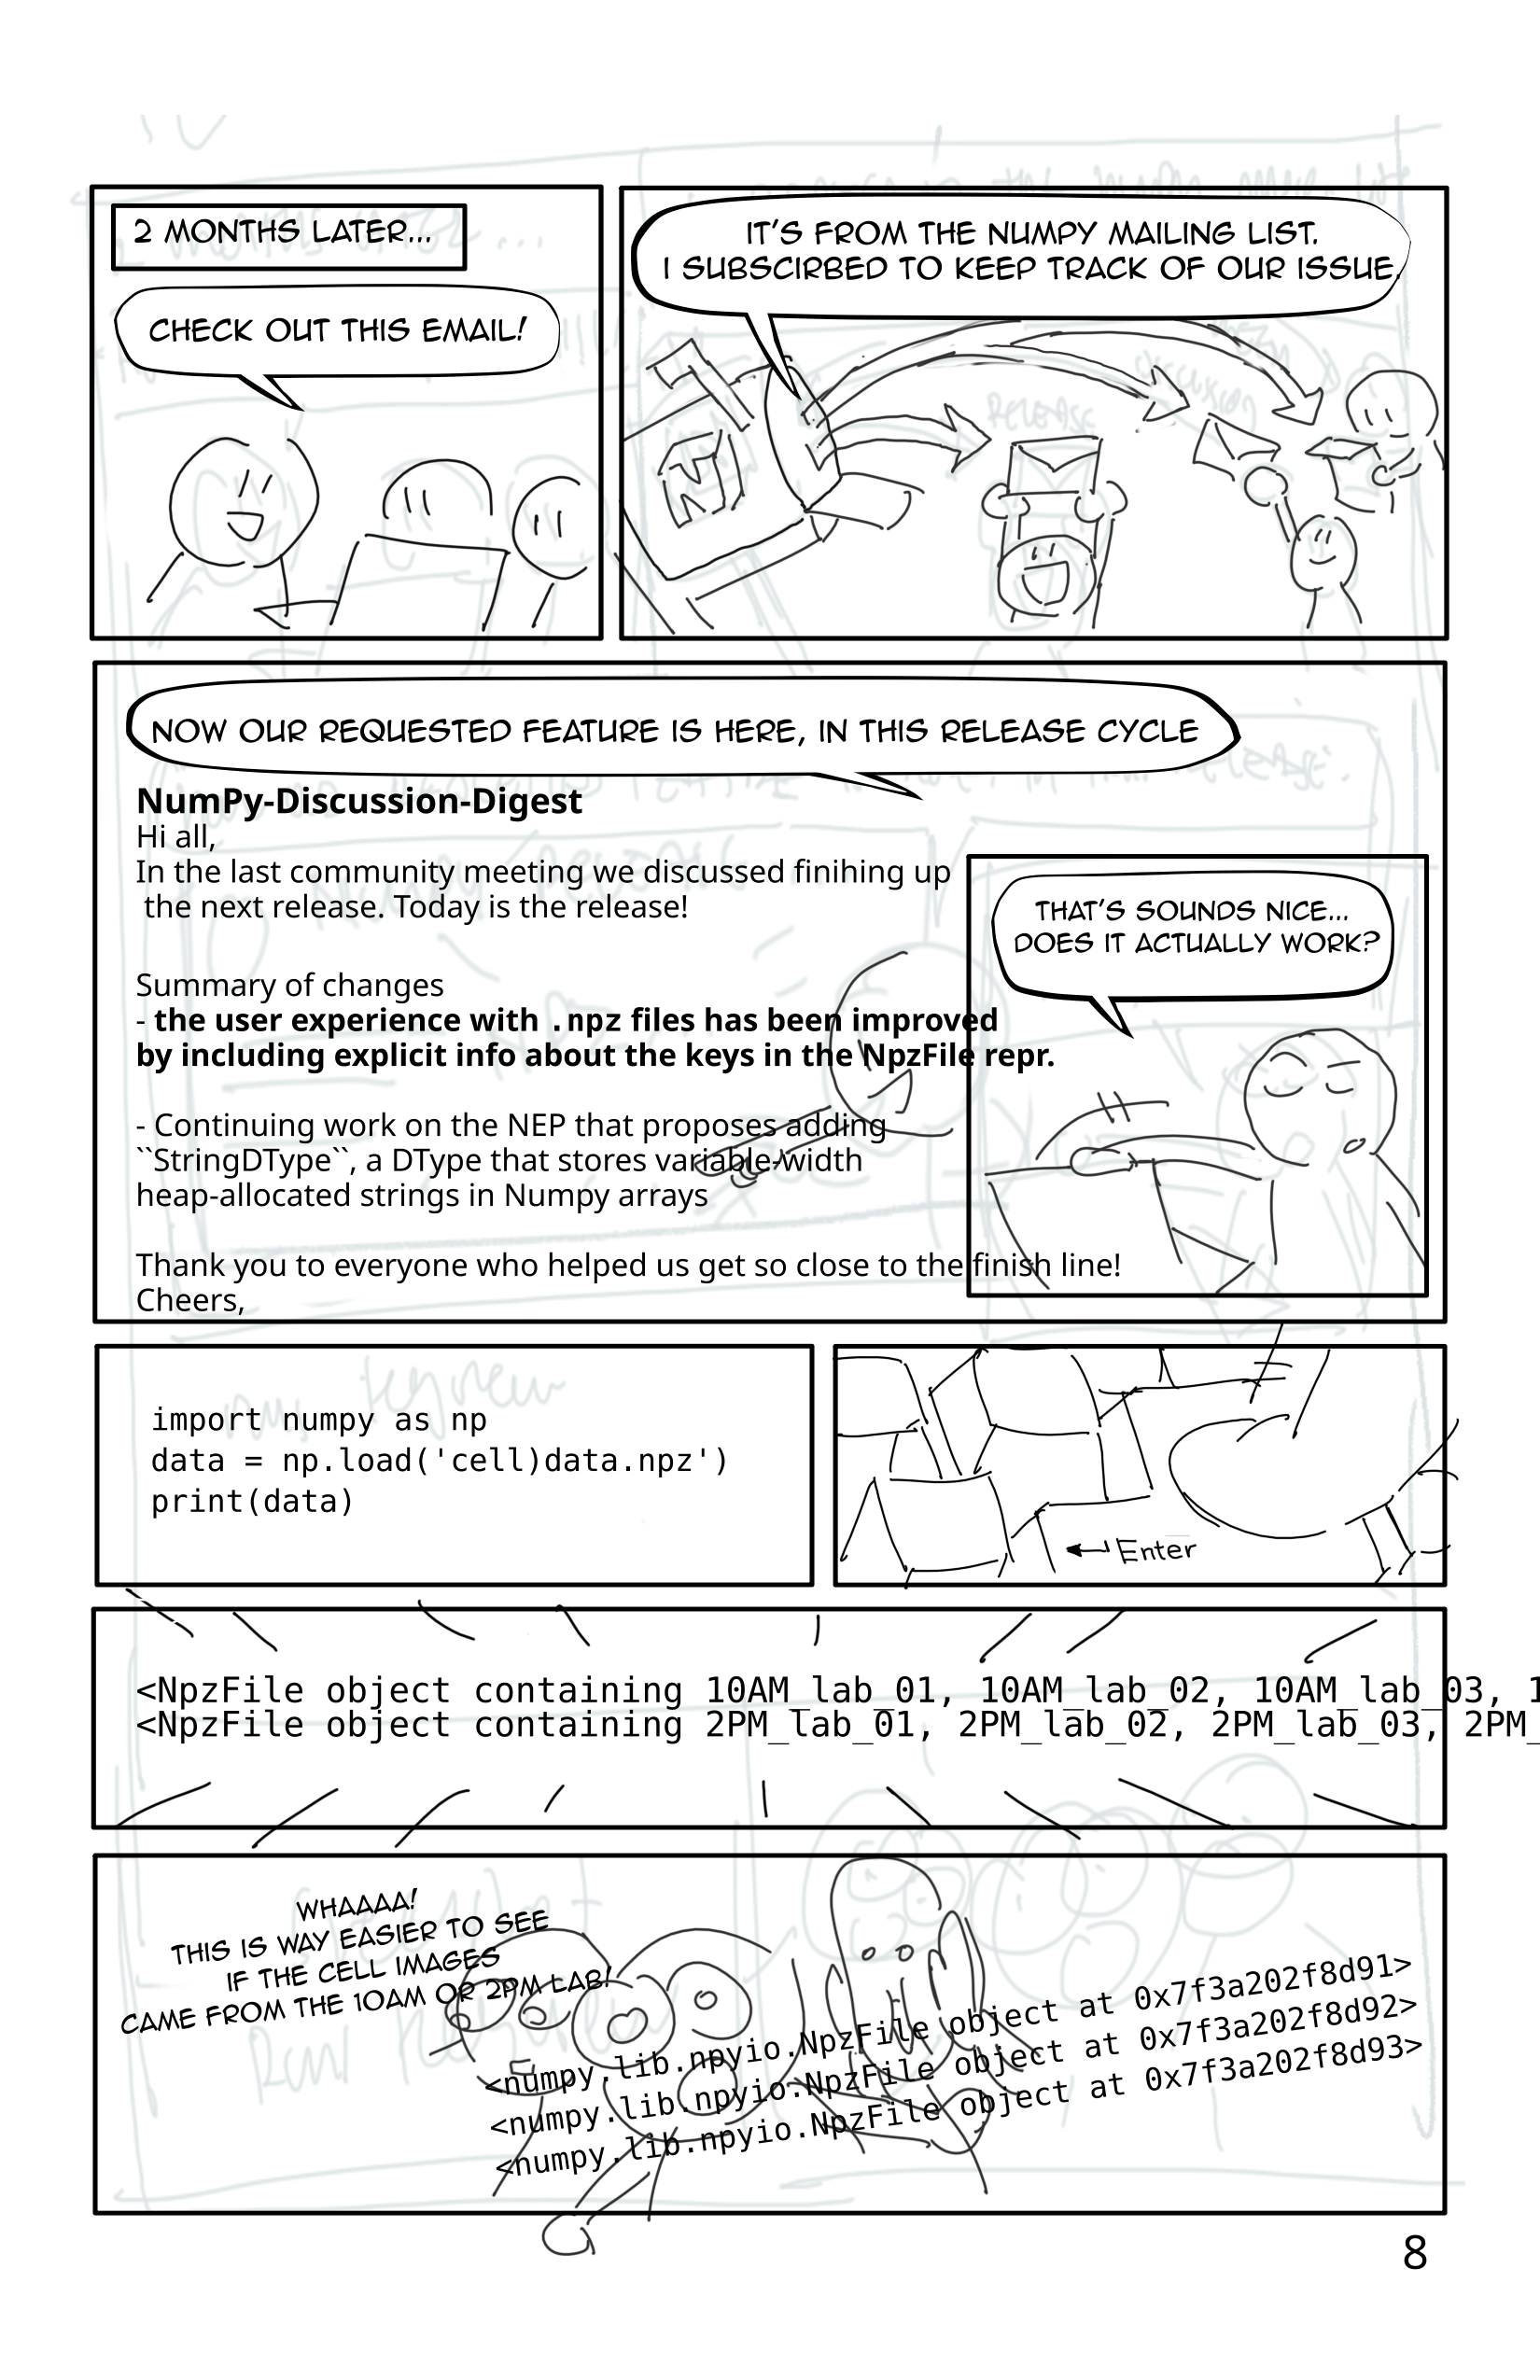 2 MONTHS LATER...
CHECK OUT THIS EMAIL!
IT'S FROM THE NUMPY MAILING LIST.
I SUBSCIRBED TO KEEP TRACK OF OUR ISSUE.
RELEASE
N
NOW OUR REQUESTED FEATURE IS HERE, IN THIS RELEASE CYCLE
NumPy-Discussion-Digest
Hi all,
In the last community meeting we discussed finihing up
the next release. Today is the release!
Summary of changes
- the user experience with .npz files has been improved
by including explicit info about the keys in the NpzFile repr.
- Continuing work on the NEP that proposes adding
``StringDType``, a DType that stores variable-width
heap-allocated strings in Numpy arrays
Thank you to everyone who helped us get so close to the finish line!
Cheers,
THAT'S SOUNDS NICE...
DOES IT ACTUALLY WORK?
import numpy as np
data = np.load('cell)data.npz')
print(data)
Enter
<NpzFile object containing 10AM_lab_01, 10AM_lab_02, 10AM_lab_03, 1
<NpzFile object containing 2PM_lab_01, 2PM_lab_02, 2PM_lab_03, 2PM_
WHAAAA!
THIS IS WAY EASIER TO SEE
IF THE CELL IMAGES
CAME FROM THE 10AM OR 2PM LAB!
<numpy.lib.npyio.NpzFile object at 0x7f3a202f8d91>
<numpy.lib.npyio.NpzFile object at 0x7f3a202f8d92>
<numpy.lib.npyio.NpzFile object at 0x7f3a202f8d93>
8